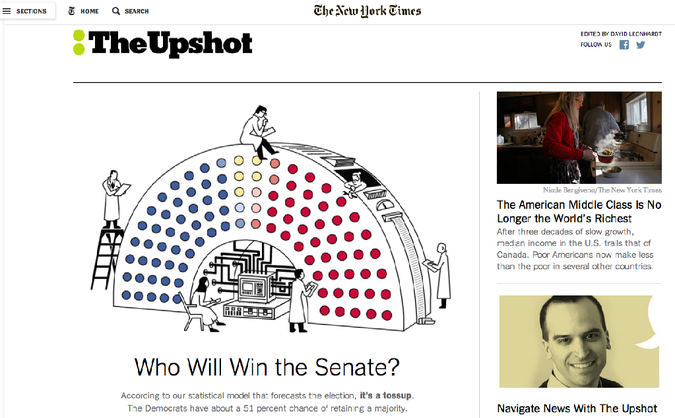 SECTIONS HOME SEARCH
The New York Times
TheUpshot
EDITED BY DAVID LEONHARDT
FOLLOW US
Who Will Win the Senate?
According to our statistical model that forecasts the election, it's a tossup.
The Democrats have about a 51 percent chance of retaining a majority.
Nicole Bengiveno/The New York Times
The American Middle Class Is No
Longer the World's Richest
After three decades of slow growth,
median income in the U.S. trails that of
Canada. Poor Americans now make less
than the poor in several other countries.
Navigate News With The Upshot